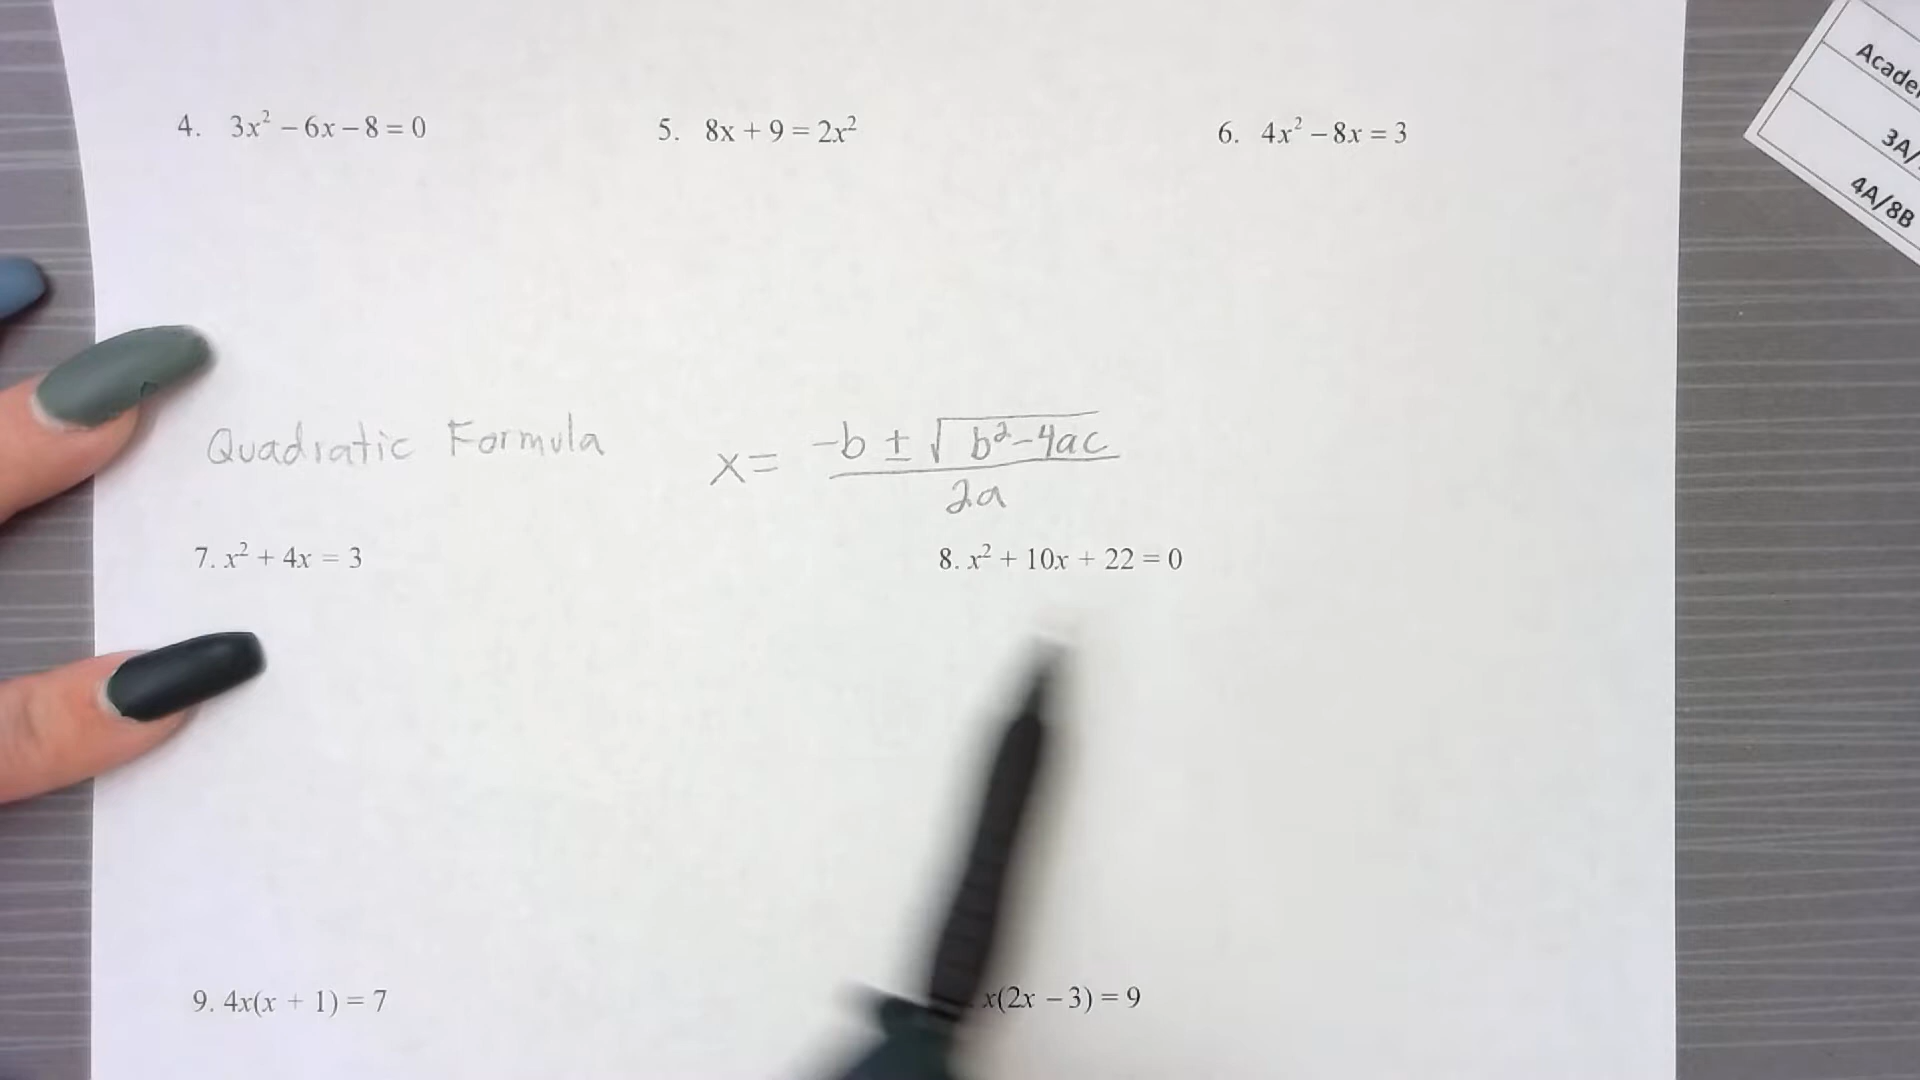 4. 3x² – 6x – 8 = 0
5. 8x + 9 = 2x²
6. 4x² – 8x = 3
3A/
4A/8B
Quadratic Formula x = -b ± √b²-4ac / 2a
7. x² + 4x = 3
8. x² + 10x + 22 = 0
9. 4x(x + 1) = 7
x(2x – 3) = 9